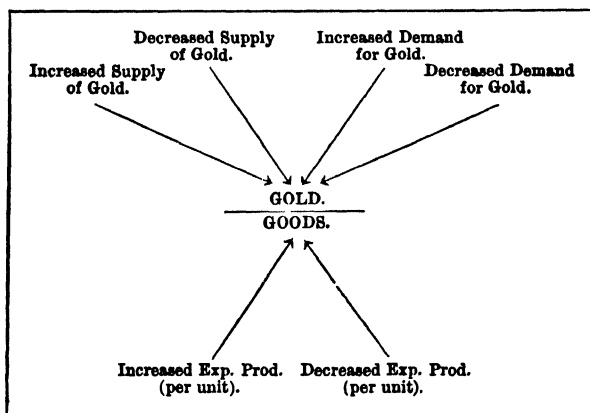 Decreased Supply
of Gold.
Increased Demand
for Gold.
Increased Supply
of Gold.
Decreased Demand
for Gold.
GOLD.
GOODS.
Increased Exp. Prod.
(per unit).
Decreased Exp. Prod.
(per unit).